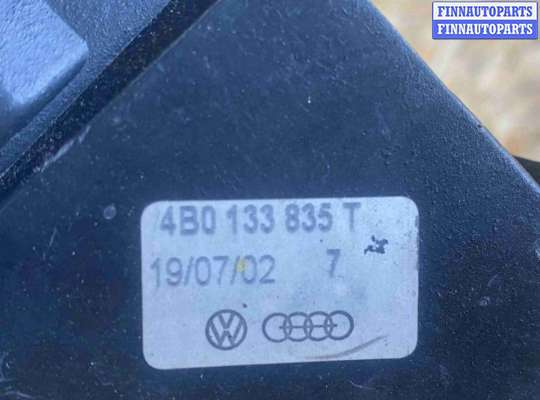 FINNAUTOPARTS
FINNAUTOPARTS
4B0 133 835 T
19/07/02 7